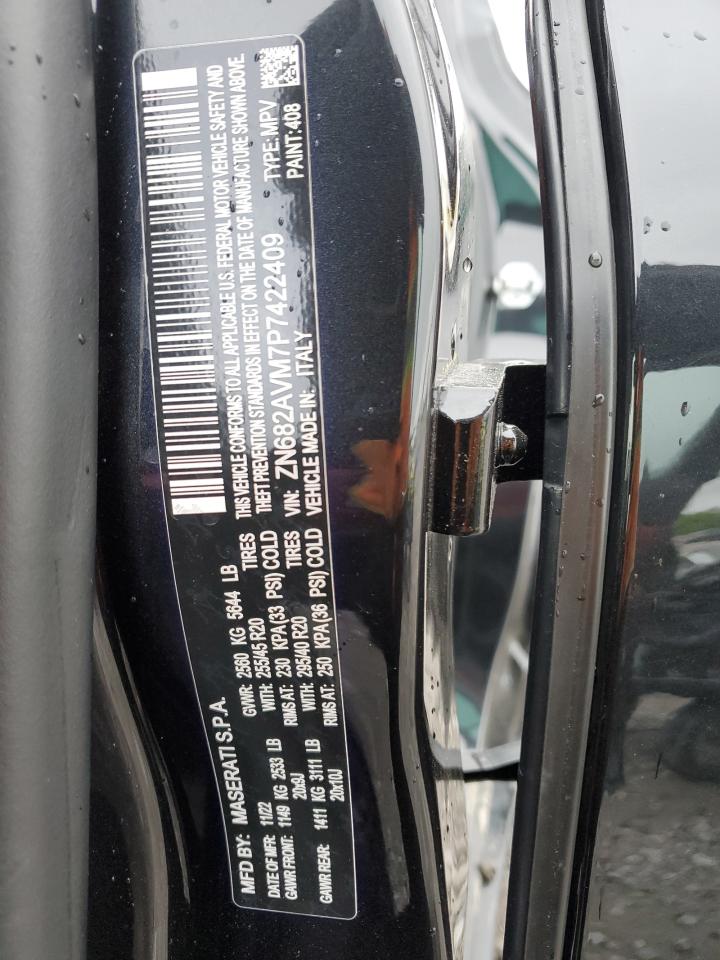 MFD BY: MASERATI S.P.A.
DATE OF MFR: 11/22 GVWR: 2560 KG 5644 LB
GAWR FRONT: 1149 KG 2533 LB WITH: 255/45 R20 TIRES
20x9J RIMS AT: 230 KPA(33 PSI) COLD
GAWR REAR: 1411 KG 3111 LB WITH: 295/40 R20 TIRES
20x10J RIMS AT: 250 KPA(36 PSI) COLD
THIS VEHICLE CONFORMS TO ALL APPLICABLE U.S. FEDERAL MOTOR VEHICLE SAFETY AND
THEFT PREVENTION STANDARDS IN EFFECT ON THE DATE OF MANUFACTURE SHOWN ABOVE.
VIN: ZN682AVM7P7422409 TYPE: MPV
VEHICLE MADE IN: ITALY PAINT: 408